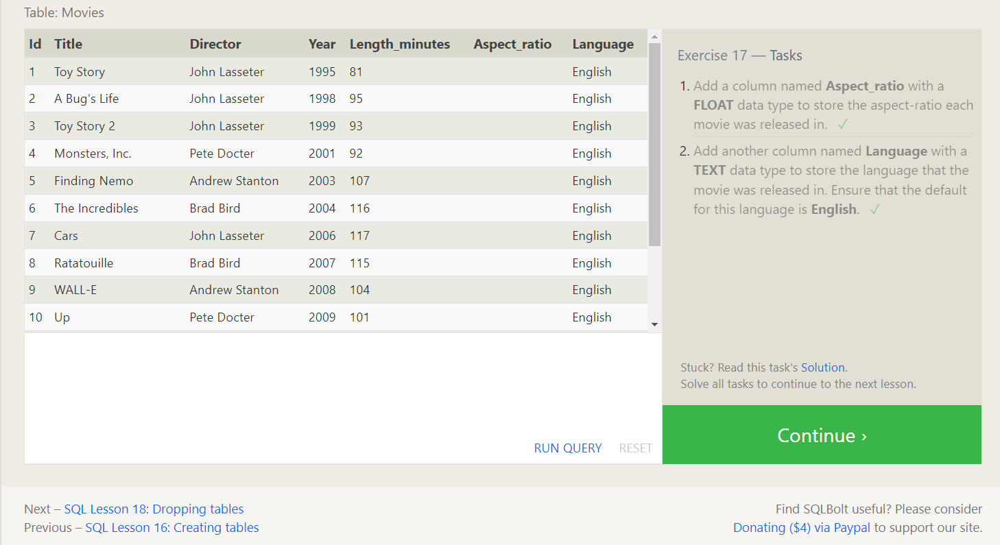 Table: Movies
Id Title Director Year Length_minutes Aspect_ratio Language
1 Toy Story John Lasseter 1995 81 English
2 A Bug's Life John Lasseter 1998 95 English
3 Toy Story 2 John Lasseter 1999 93 English
4 Monsters, Inc. Pete Docter 2001 92 English
5 Finding Nemo Andrew Stanton 2003 107 English
6 The Incredibles Brad Bird 2004 116 English
7 Cars John Lasseter 2006 117 English
8 Ratatouille Brad Bird 2007 115 English
9 WALL-E Andrew Stanton 2008 104 English
10 Up Pete Docter 2009 101 English
RUN QUERY RESET
Exercise 17 — Tasks
1. Add a column named Aspect_ratio with a
FLOAT data type to store the aspect-ratio each
movie was released in. ✓
2. Add another column named Language with a
TEXT data type to store the language that the
movie was released in. Ensure that the default
for this language is English. ✓
Stuck? Read this task's Solution.
Solve all tasks to continue to the next lesson.
Continue ›
Next – SQL Lesson 18: Dropping tables
Previous – SQL Lesson 16: Creating tables
Find SQLBolt useful? Please consider
Donating ($4) via Paypal to support our site.